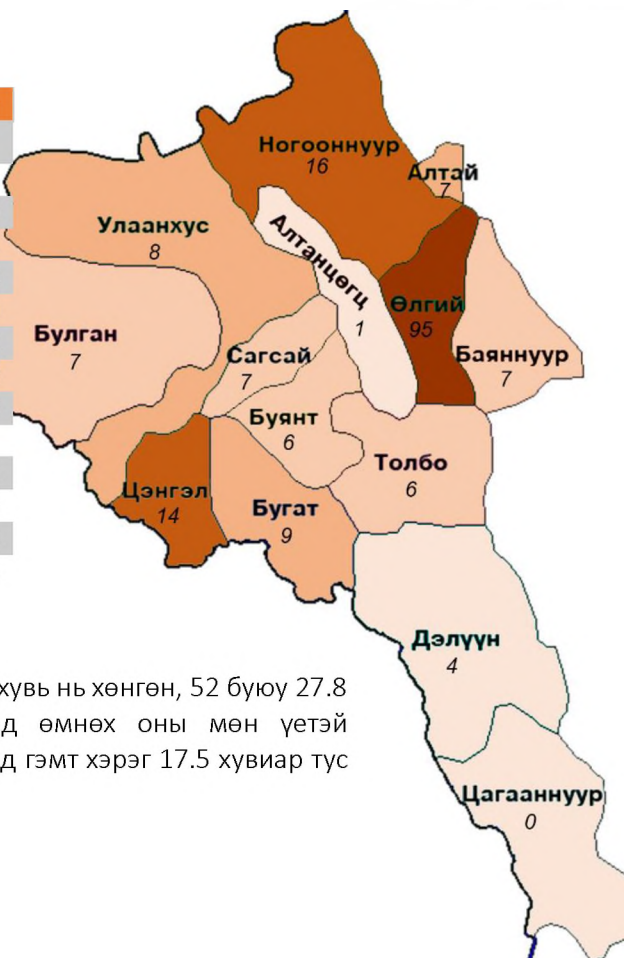 Ногооннуур
16
Алтай
7
Улаанхус
8
Алтанцөгц
1
Өлгий
95
Булган
7
Сагсай
7
Баяннуур
7
Буянт
6
Толбо
6
Цэнгэл
14
Бугат
9
Дэлүүн
4
хувь нь хөнгөн, 52 буюу 27.8
д өмнөх оны мөн үетэй
д гэмт хэрэг 17.5 хувиар тус
Цагааннуур
0